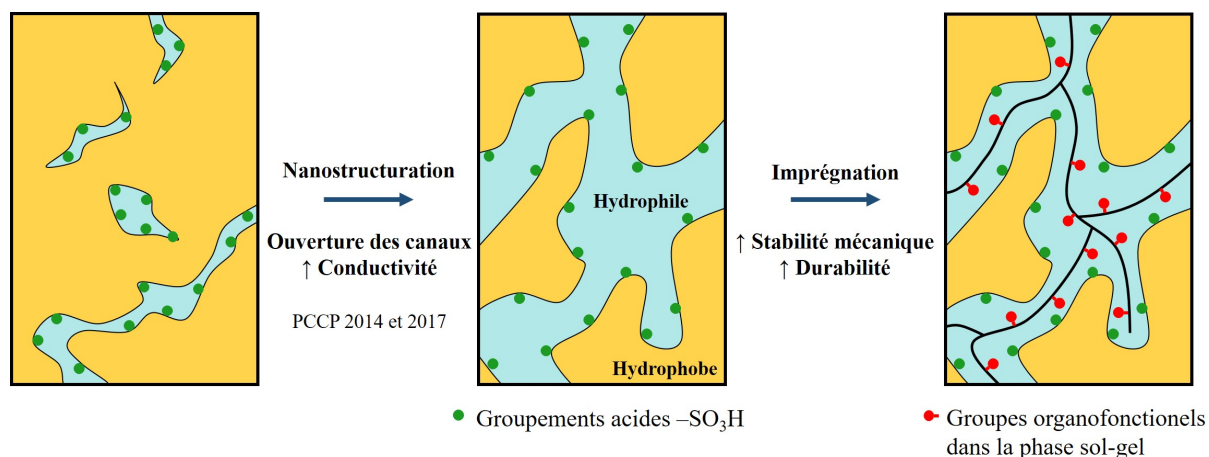 Nanostructuration
Ouverture des canaux
↑ Conductivité
PCCP 2014 et 2017
Hydrophile
Hydrophobe
Imprégnation
↑ Stabilité mécanique
↑ Durabilité
Groupements acides –SO₃H
Groupes organofonctionels
dans la phase sol-gel